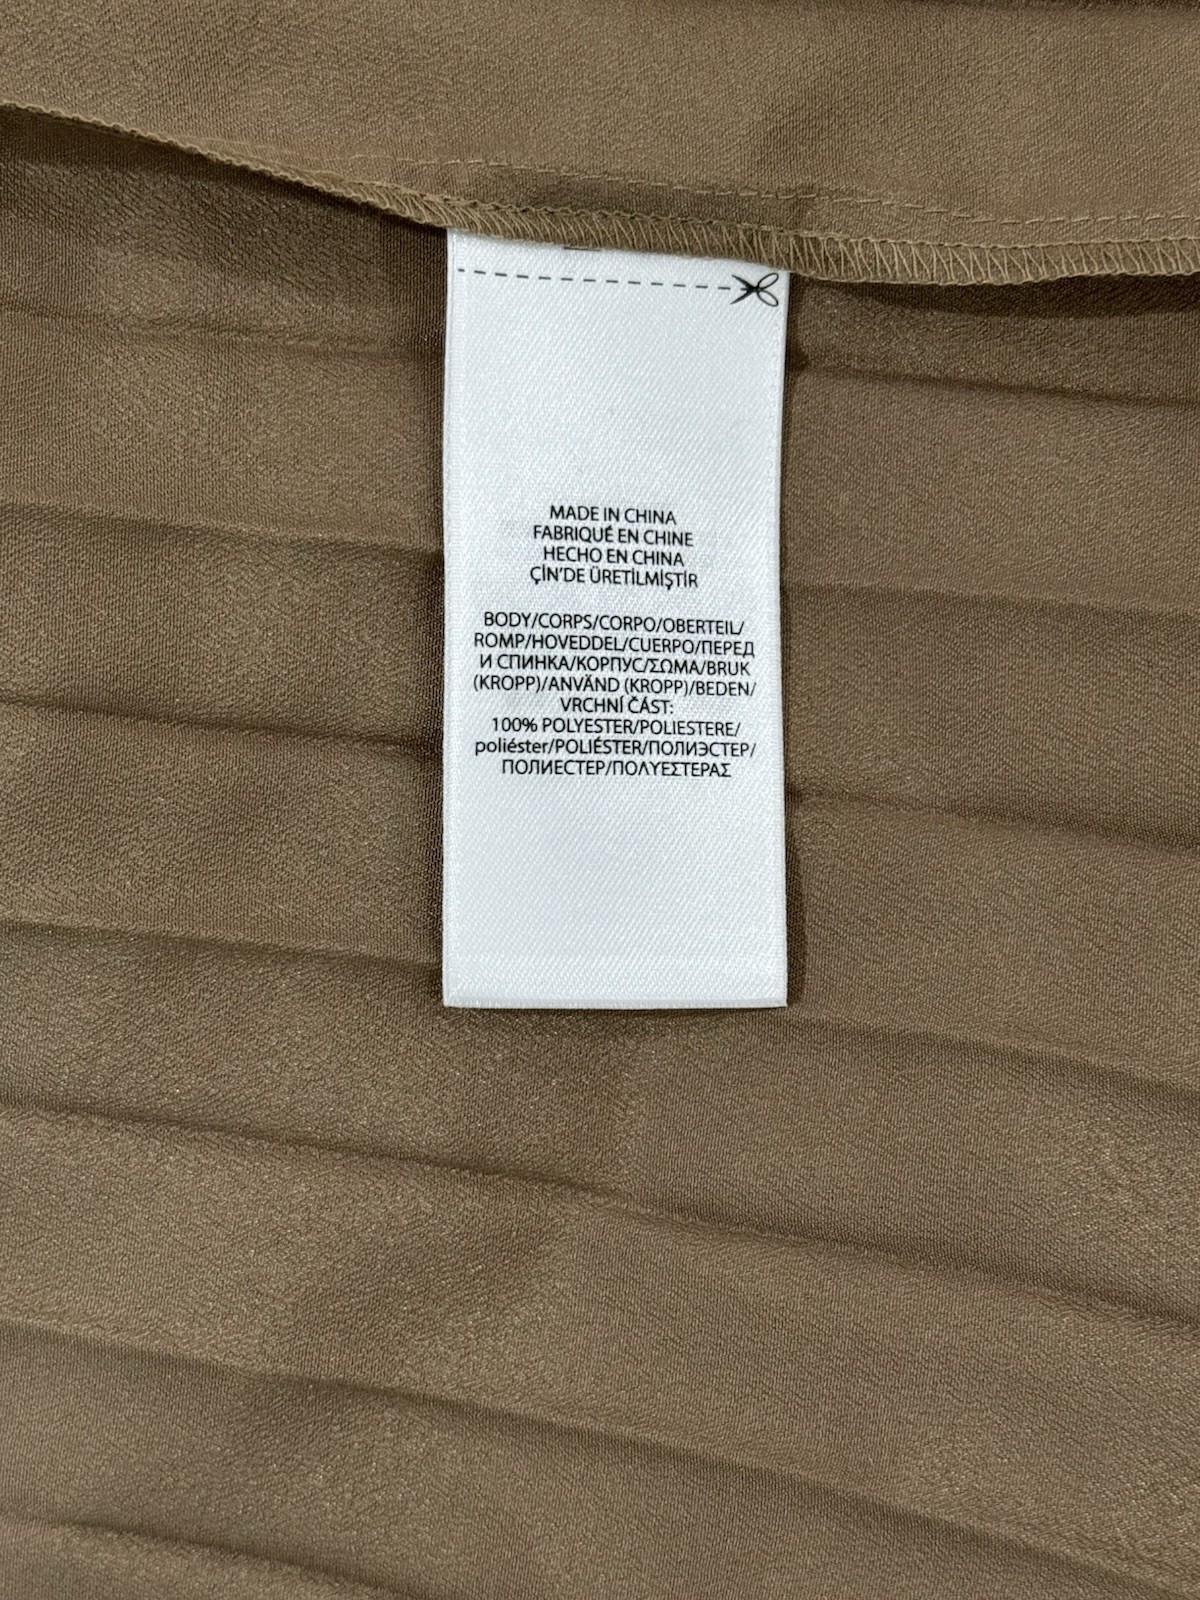 MADE IN CHINA
FABRIQUÉ EN CHINE
HECHO EN CHINA
ÇİN'DE ÜRETİLMİŞTİR
BODY/CORPS/CORPO/OBERTEIL/
ROMP/HOVEDDEL/CUERPO/ПЕРЕД
И СПИНКА/КОРПУС/ΣΩΜΑ/BRUK
(KROPP)/ANVÄND (KROPP)/BEDEN/
VRCHNÍ ČÁST:
100% POLYESTER/POLIESTERE/
poliéster/POLIÉSTER/ПОЛИЭСТЕР/
ПОЛИЕСТЕР/ΠΟΛΥΕΣΤΕΡΑΣ